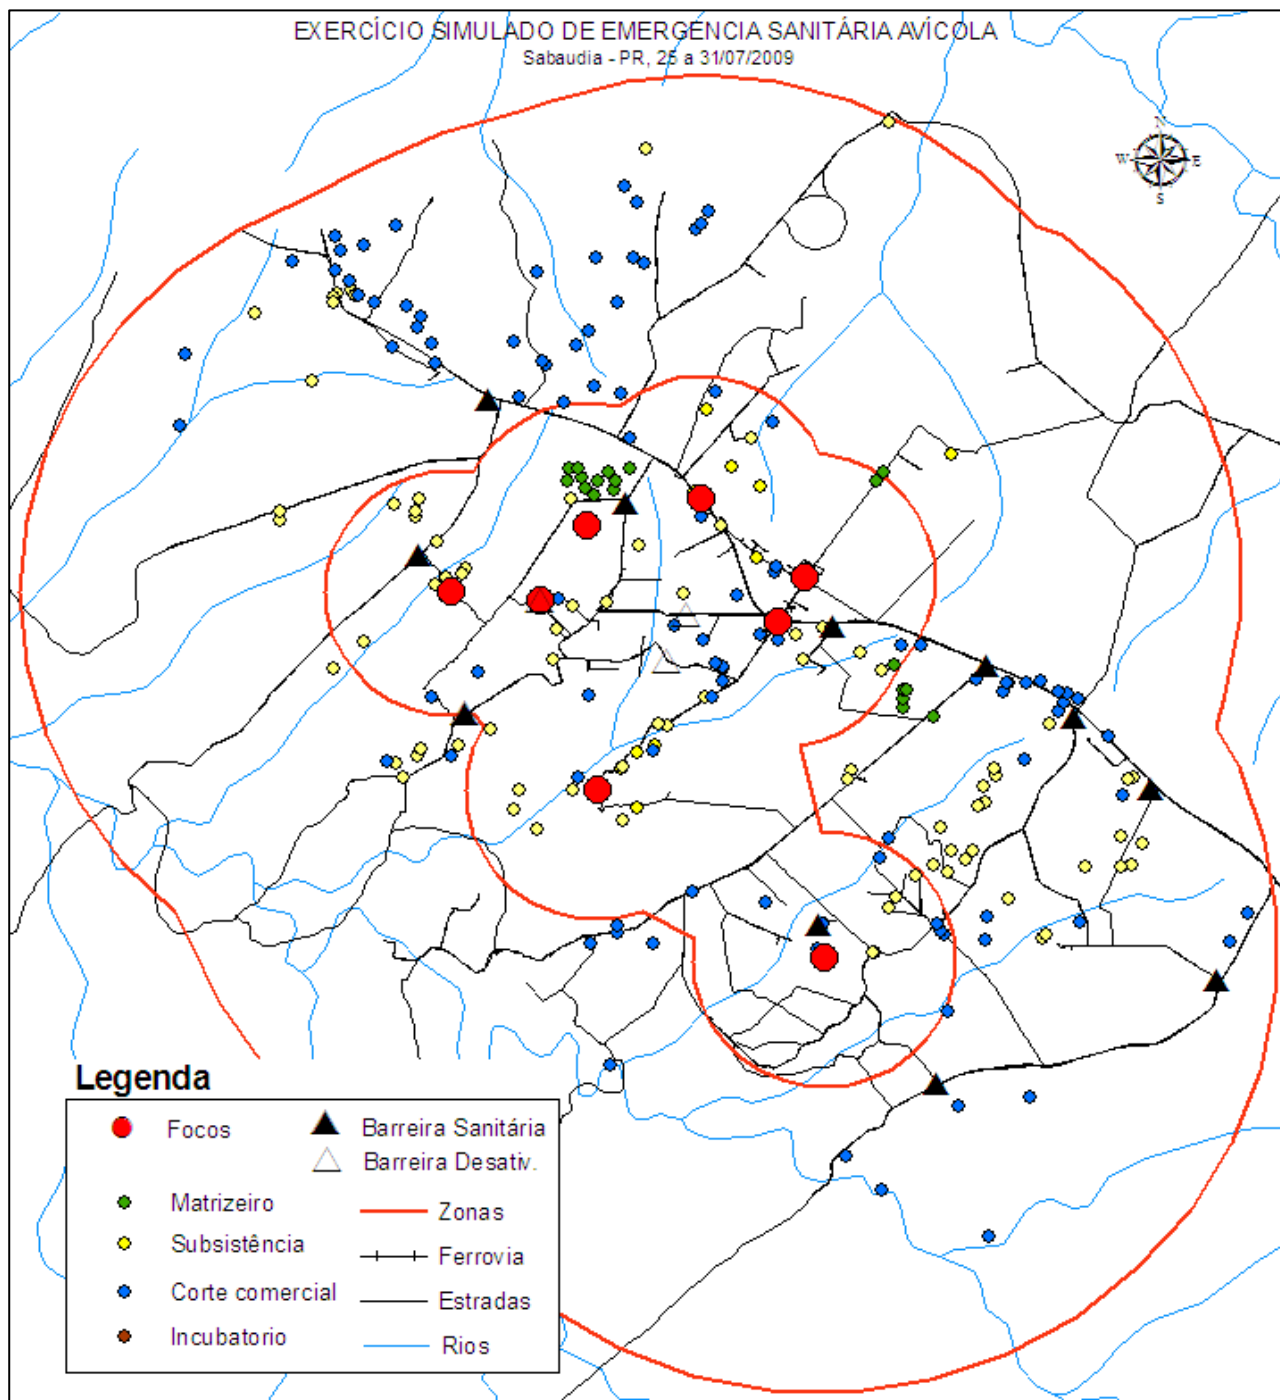 EXERCÍCIO SIMULADO DE EMERGENCIA SANITÁRIA AVÍCOLA
Sabaudia - PR, 25 a 31/07/2009
N
W E
S
Legenda
Focos
Barreira Sanitária
Barreira Desativ.
Matrizeiro
Zonas
Subsistência
Ferrovia
Corte comercial
Estradas
Incubatorio
Rios